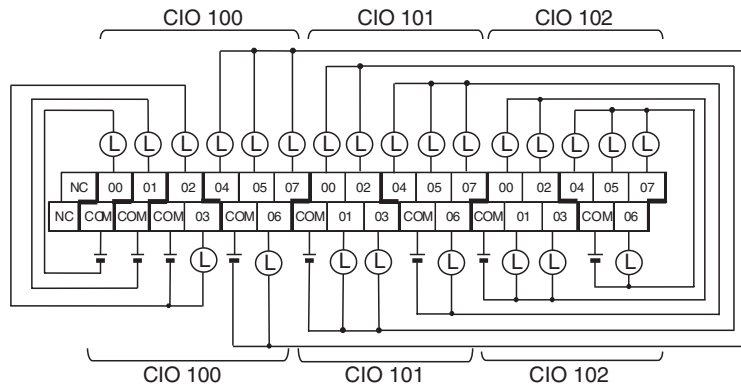 CIO 100 CIO 101 CIO 102
L L L L L L L L L L L L L L L L
NC 00 01 02 04 05 07 00 02 04 05 07 00 02 04 05 07
NC COM COM COM 03 COM 06 COM 01 03 COM 06 COM 01 03 COM 06
L L L L L L L L
CIO 100 CIO 101 CIO 102